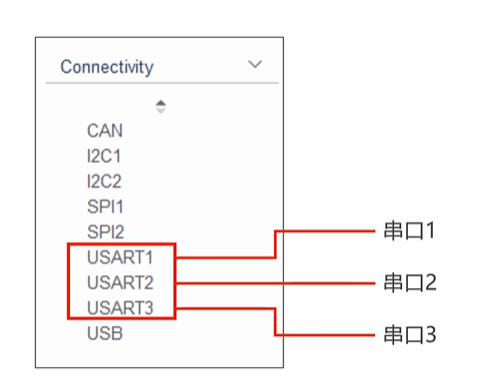 Connectivity
CAN
I2C1
I2C2
SPI1
SPI2
USART1
USART2
USART3
USB
串口1
串口2
串口3